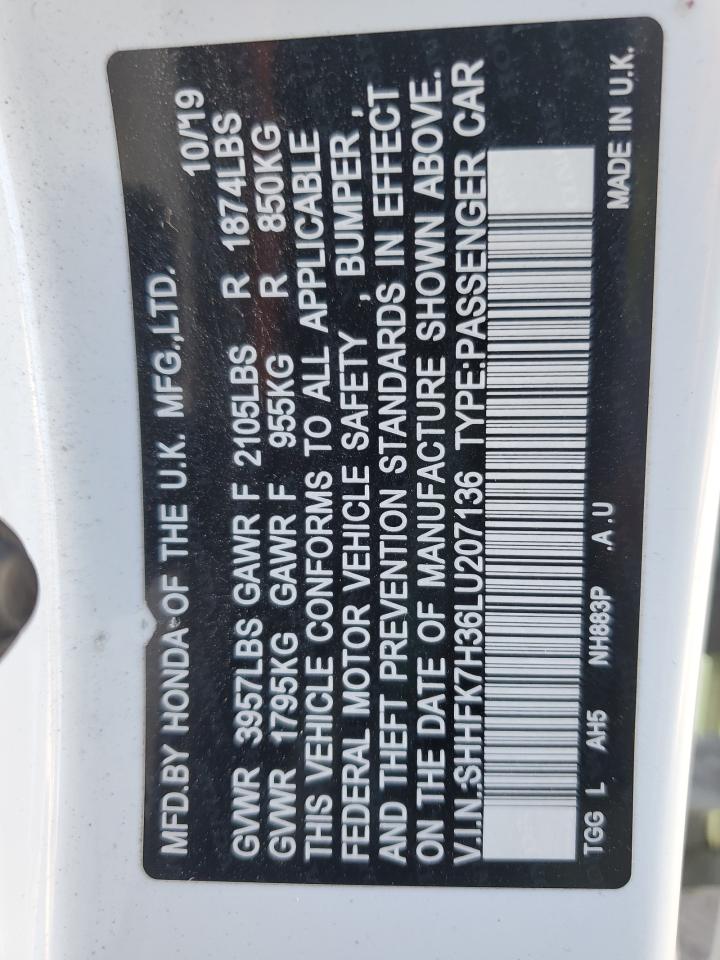 MFD.BY HONDA OF THE U.K. MFG.,LTD. 10/19
GVWR 3957LBS GAWR F 2105LBS R 1874LBS
GVWR 1795KG GAWR F 955KG R 850KG
THIS VEHICLE CONFORMS TO ALL APPLICABLE
FEDERAL MOTOR VEHICLE SAFETY , BUMPER ,
AND THEFT PREVENTION STANDARDS IN EFFECT
ON THE DATE OF MANUFACTURE SHOWN ABOVE.
V.I.N.:SHHFK7H36LU207136 TYPE:PASSENGER CAR
TGG L AH5 NH883P .A.U MADE IN U.K.